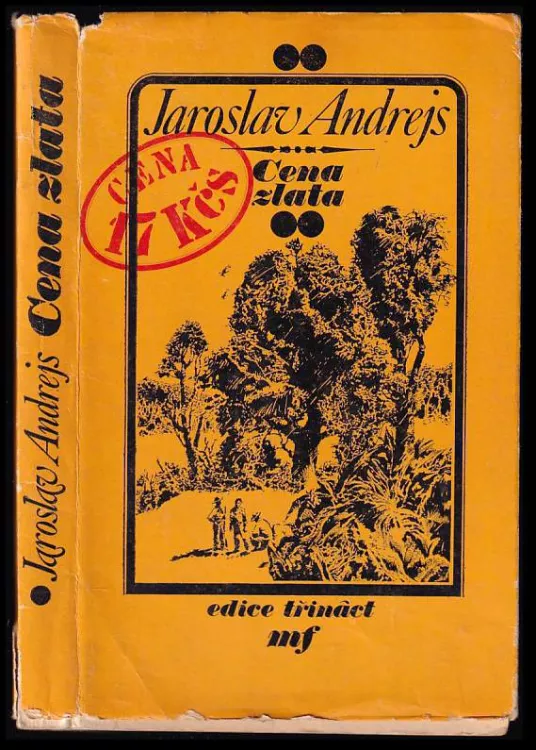 Jaroslav Andrejs Cena zlata
Jaroslav Andrejs
Cena
zlata
CENA
17 Kčs
edice třináct
mf